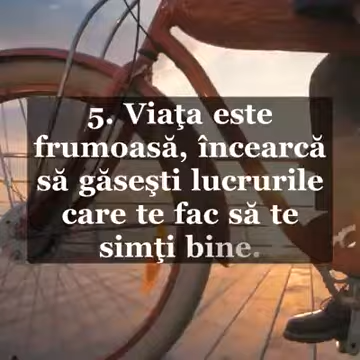 5. Viaţa este
frumoasă, încearcă
să găseşti lucrurile
care te fac să te
simţi bine.